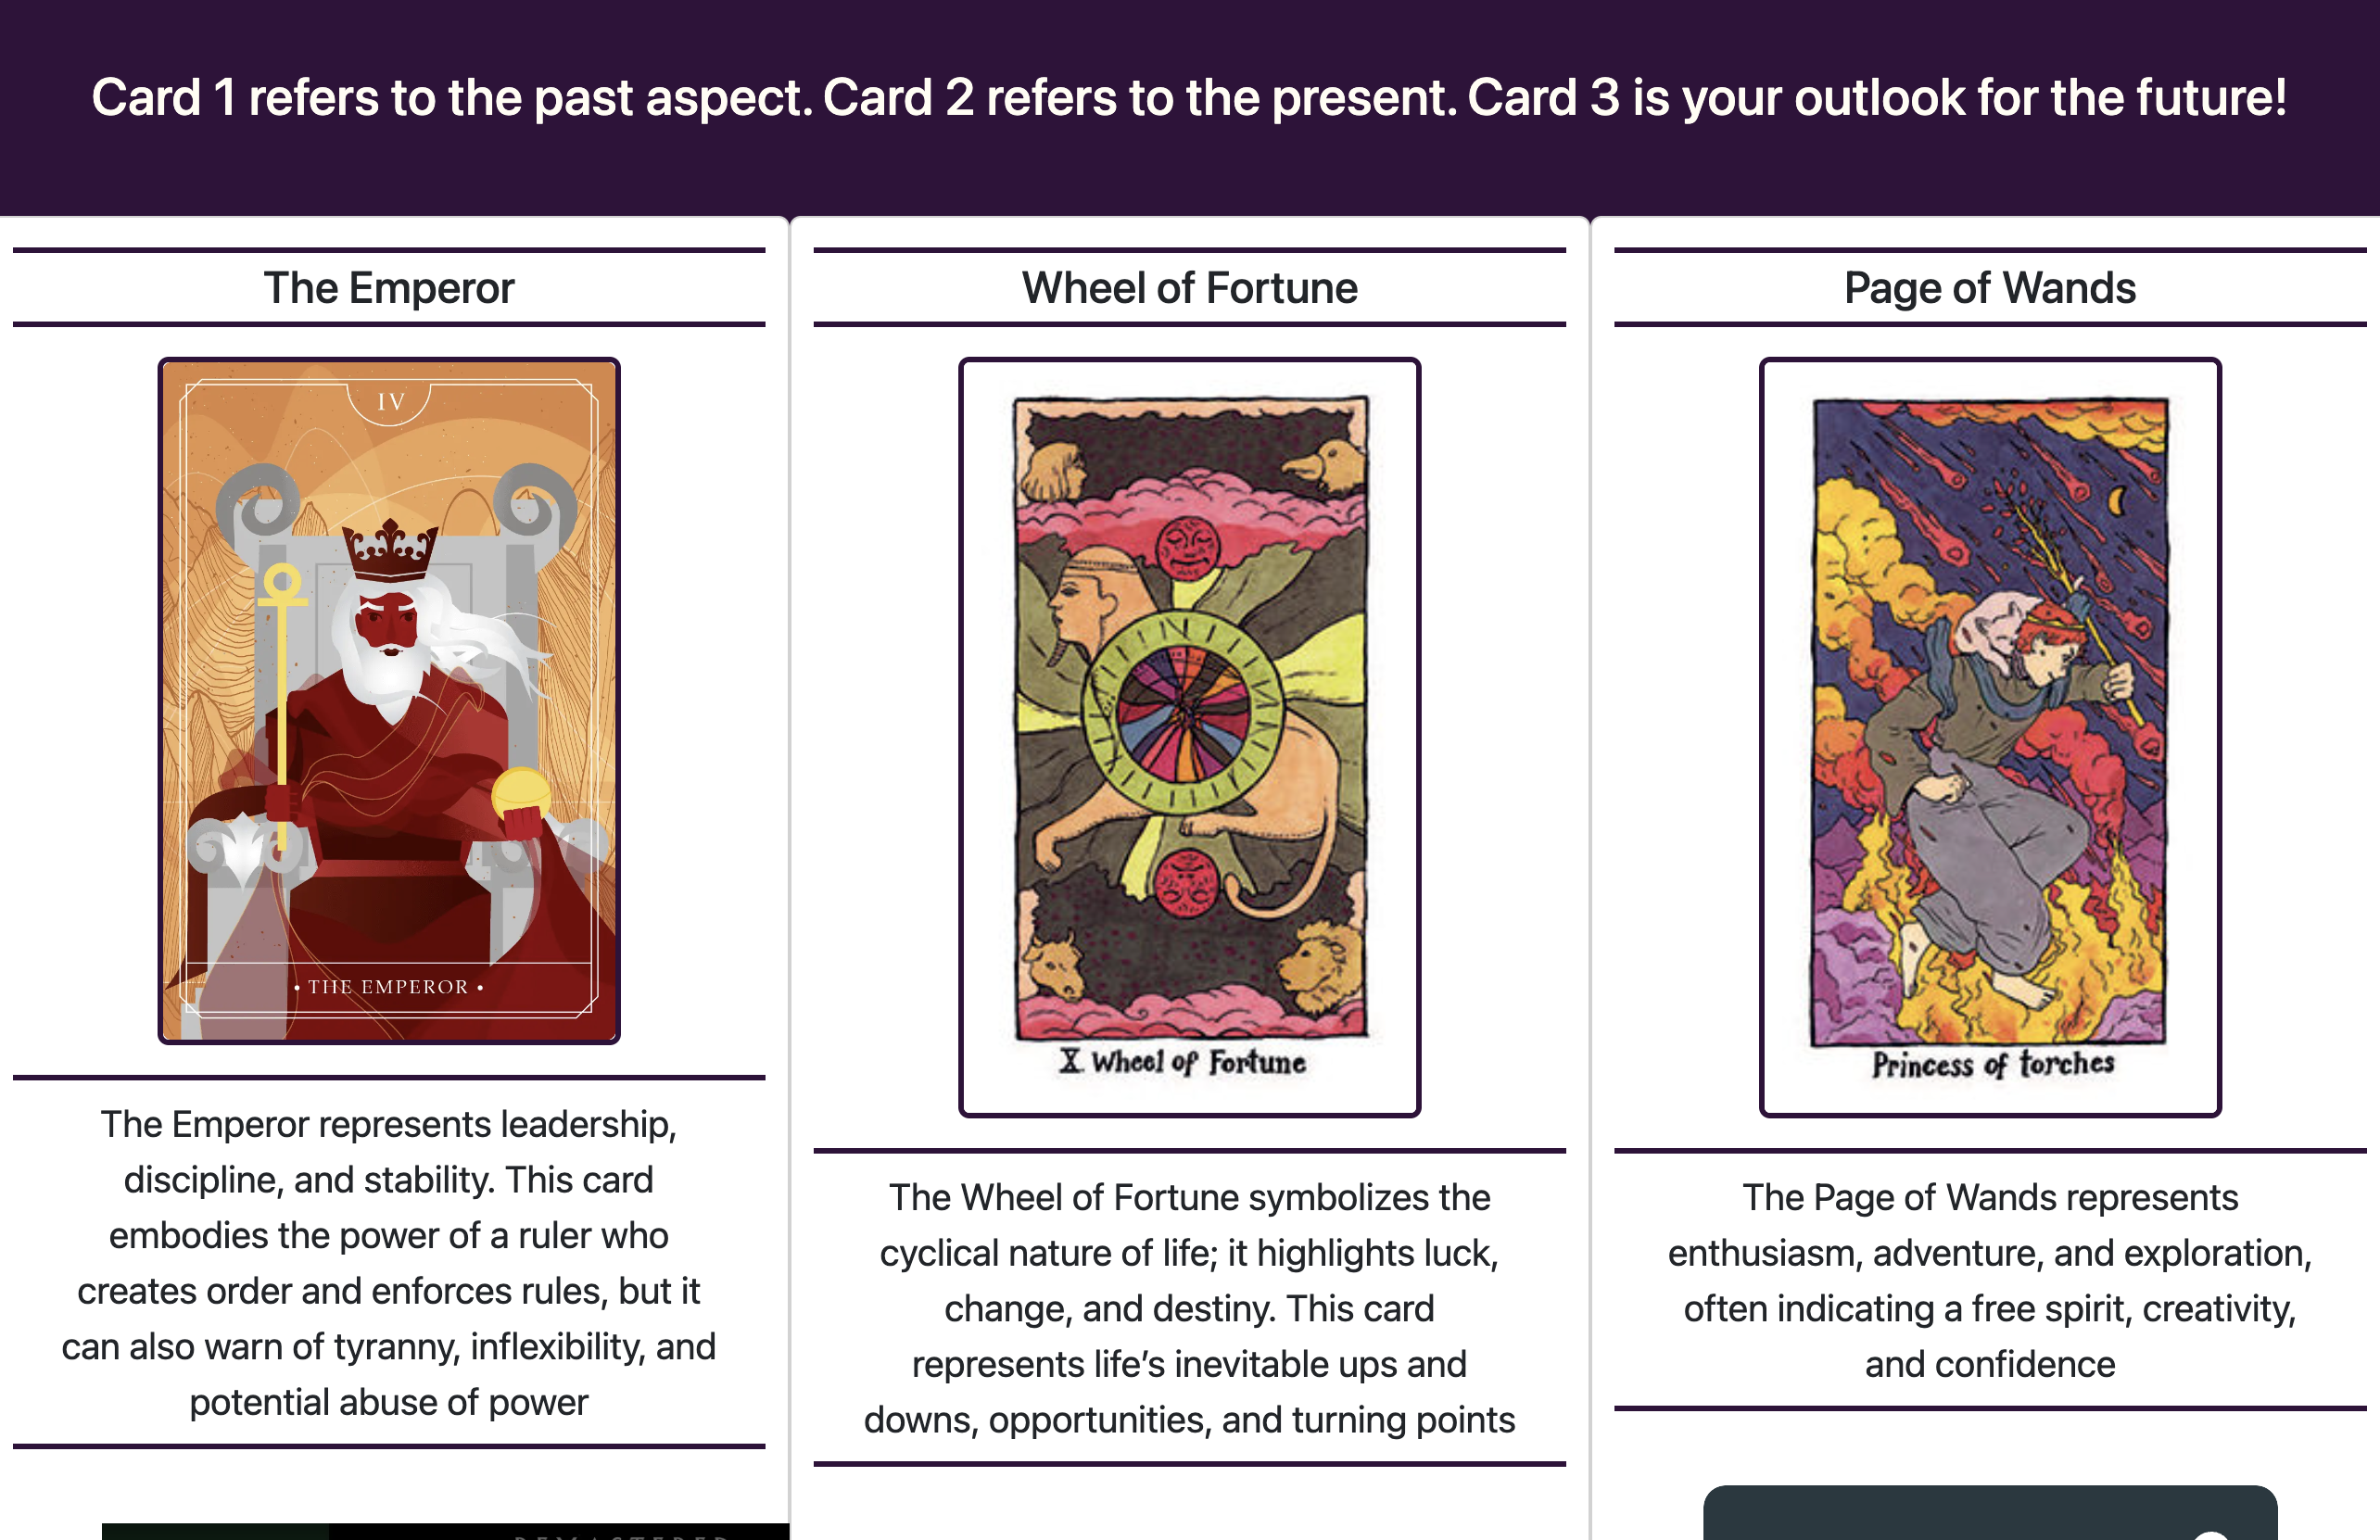 Card 1 refers to the past aspect. Card 2 refers to the present. Card 3 is your outlook for the future!
The Emperor
IV
• THE EMPEROR •
The Emperor represents leadership,
discipline, and stability. This card
embodies the power of a ruler who
creates order and enforces rules, but it
can also warn of tyranny, inflexibility, and
potential abuse of power
REMASTERED
Wheel of Fortune
X Wheel of Fortune
The Wheel of Fortune symbolizes the
cyclical nature of life; it highlights luck,
change, and destiny. This card
represents life’s inevitable ups and
downs, opportunities, and turning points
Page of Wands
Princess of torches
The Page of Wands represents
enthusiasm, adventure, and exploration,
often indicating a free spirit, creativity,
and confidence